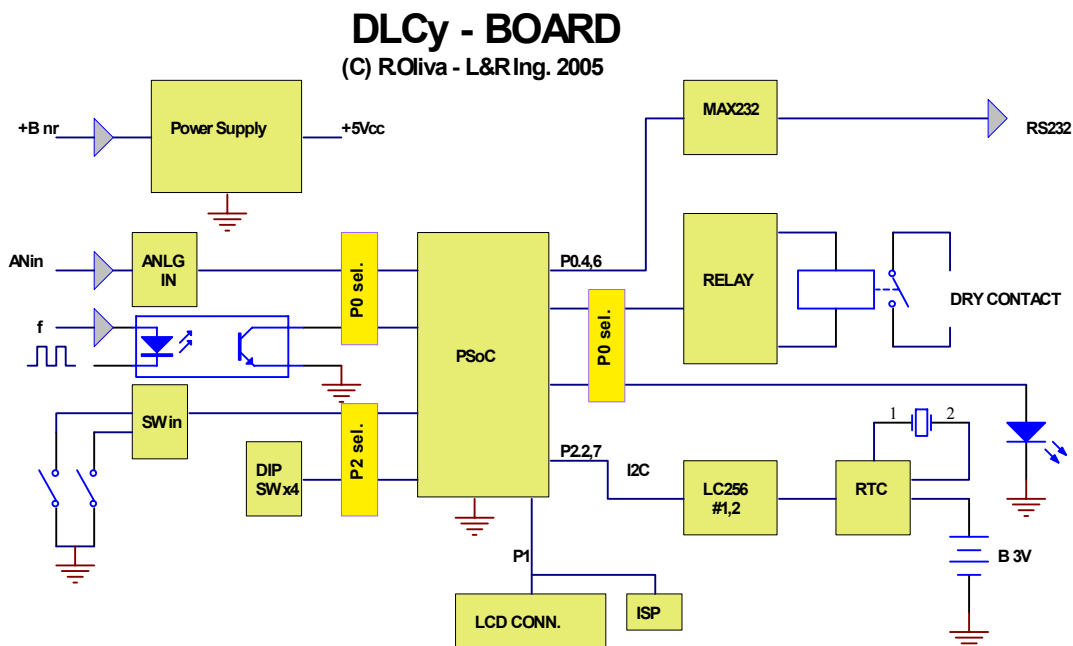 DLCy - BOARD
(C) R.Oliva - L&R Ing. 2005
+B nr
Power Supply
+5Vcc
MAX232
RS232
ANin
ANLG
IN
P0 sel.
P0.4,6
RELAY
DRY CONTACT
f
PSoC
P0 sel.
SWin
P2 sel.
DIP
SWx4
P2.2,7
I2C
LC256
#1,2
RTC
1
2
B 3V
P1
LCD CONN.
ISP